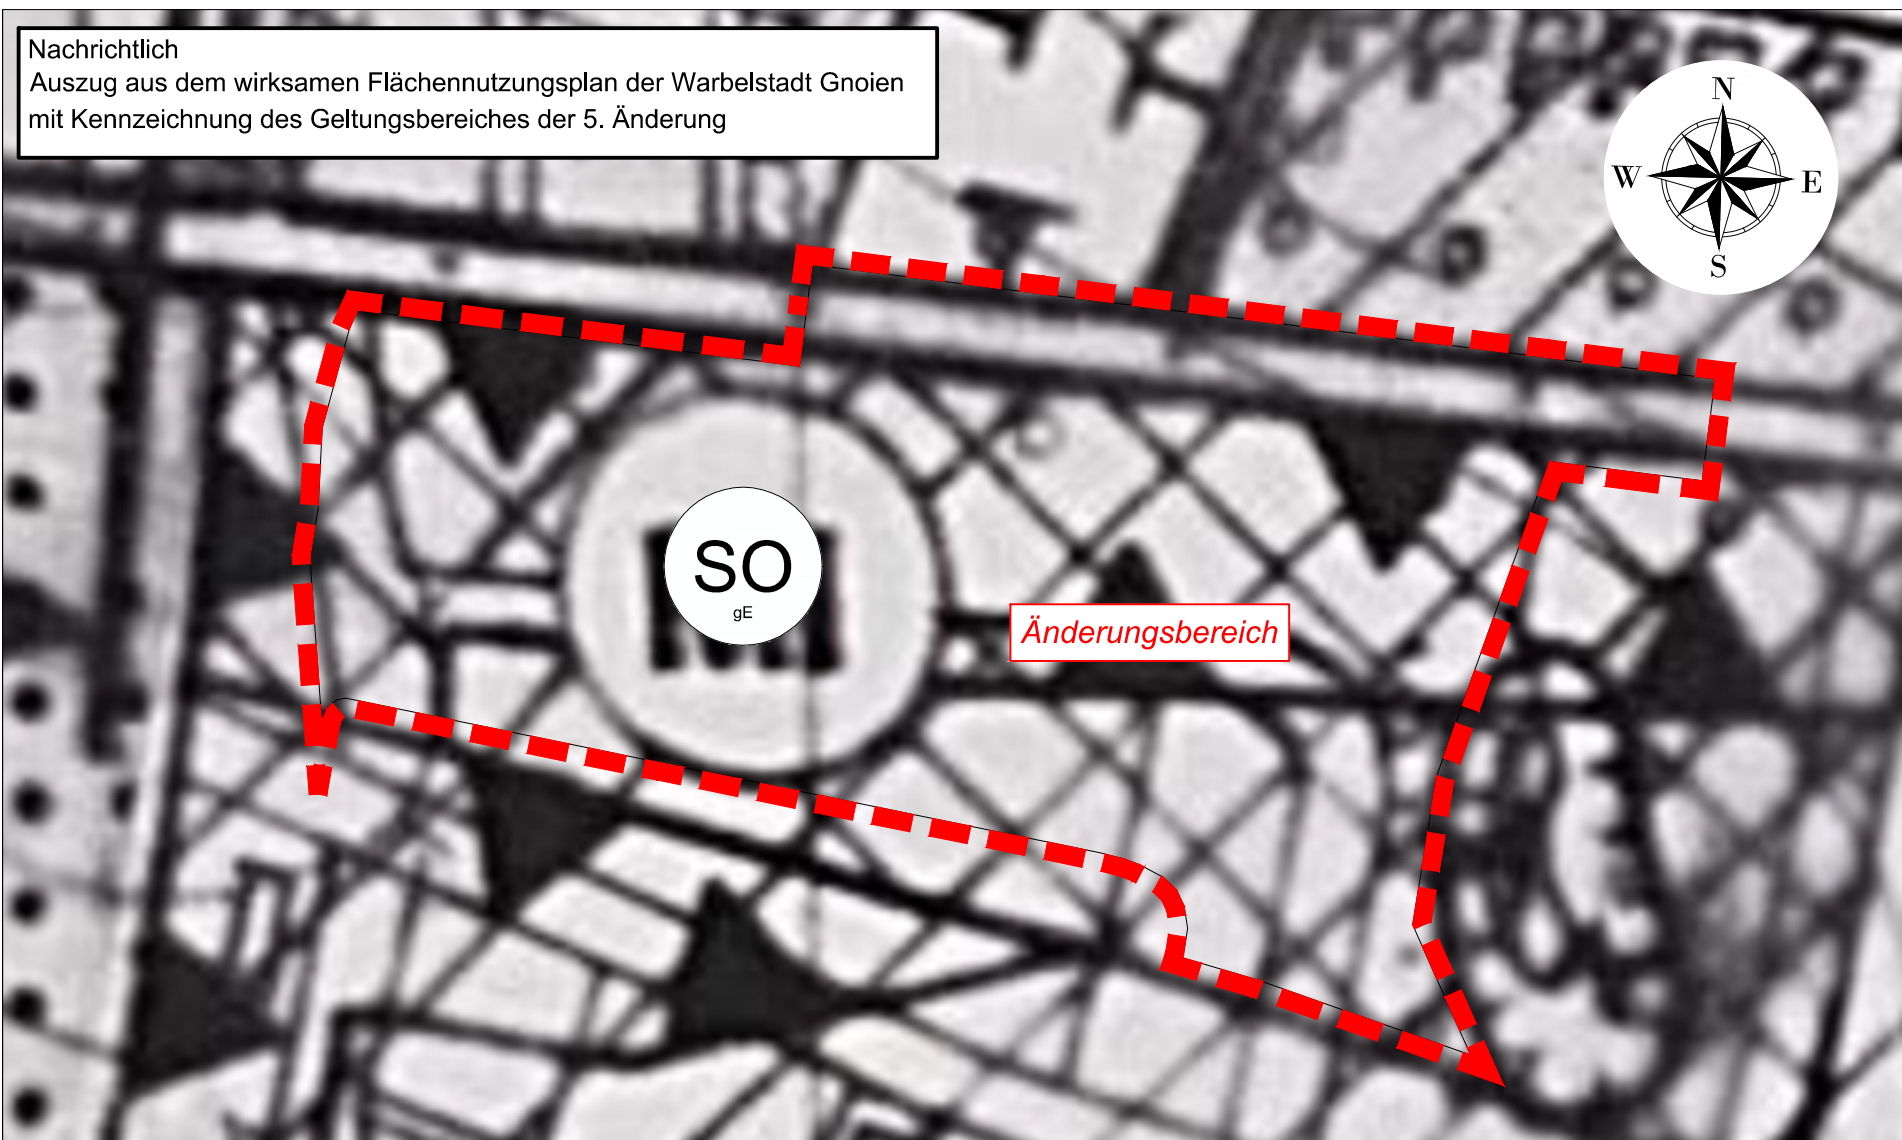 Nachrichtlich
Auszug aus dem wirksamen Flächennutzungsplan der Warbelstadt Gnoien
mit Kennzeichnung des Geltungsbereiches der 5. Änderung
N
W
E
S
SO
gE
Änderungsbereich